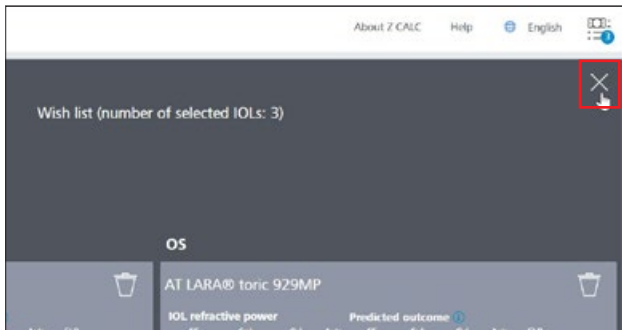 About Z CALC Help English
3
Wish list (number of selected IOLs: 3)
OS
AT LARA® toric 929MP
IOL refractive power Predicted outcome